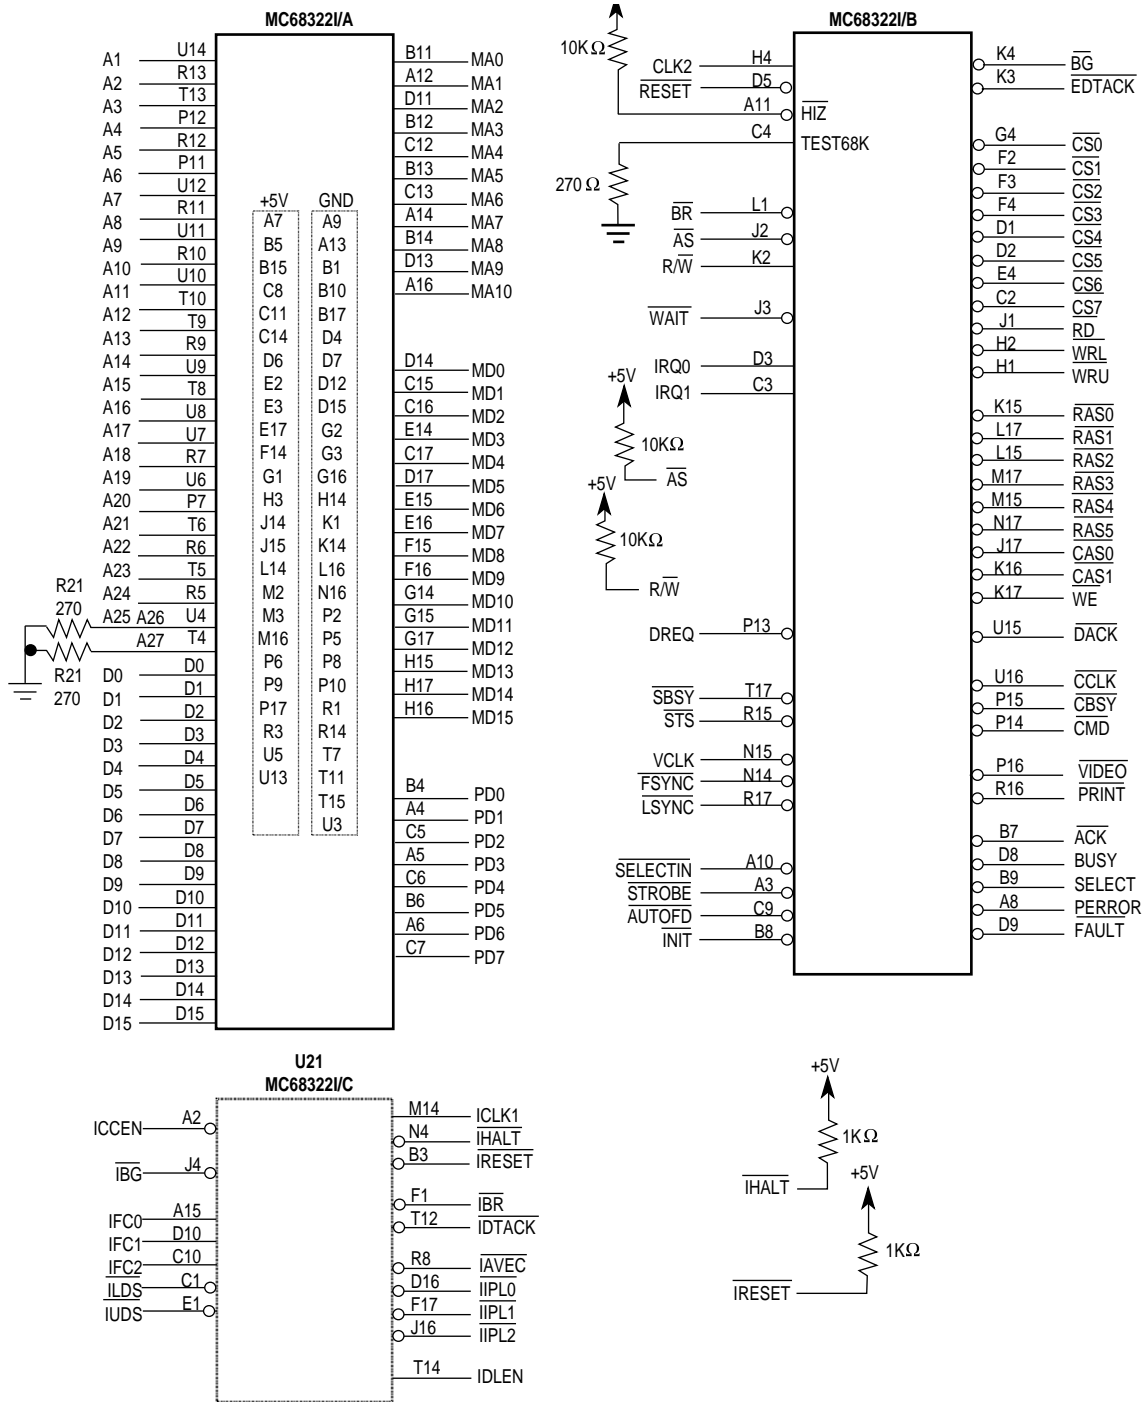 MC68322I/A
A1 U14
A2 R13
A3 T13
A4 P12
A5 R12
A6 P11
A7 U12
A8 R11
A9 U11
A10 R10
A11 U10
A12 T10
A13 T9
A14 R9
A15 U9
A16 T8
A17 U8
A18 U7
A19 R7
A20 U6
A21 P7
A22 T6
A23 R6
A24 T5
A25 R5
R21
270
A26 U4
A27 T4
R21
270
D0 D0
D1 D1
D2 D2
D3 D3
D4 D4
D5 D5
D6 D6
D7 D7
D8 D8
D9 D9
D10 D10
D11 D11
D12 D12
D13 D13
D14 D14
D15 D15
+5V GND
A7 A9
B5 A13
B15 B1
C8 B10
C11 B17
C14 D4
D6 D7
E2 D12
E3 D15
E17 G2
F14 G3
G1 G16
H3 H14
J14 K1
J15 K14
L14 L16
M2 N16
M3 P2
M16 P5
P6 P8
P9 P10
P17 R1
R3 R14
U5 T7
U13 T11
T15
U3
B11 MA0
A12 MA1
D11 MA2
B12 MA3
C12 MA4
B13 MA5
C13 MA6
A14 MA7
B14 MA8
D13 MA9
A16 MA10
D14 MD0
C15 MD1
C16 MD2
E14 MD3
C17 MD4
D17 MD5
E15 MD6
E16 MD7
F15 MD8
F16 MD9
G14 MD10
G15 MD11
G17 MD12
H15 MD13
H17 MD14
H16 MD15
B4 PD0
A4 PD1
C5 PD2
A5 PD3
C6 PD4
B6 PD5
A6 PD6
C7 PD7
MC68322I/B
10KΩ
CLK2 H4
RESET D5
A11 HIZ
C4 TEST68K
270 Ω
BR L1
AS J2
R/W K2
WAIT J3
IRQ0 D3
IRQ1 C3
+5V
10KΩ
AS
+5V
10KΩ
R/W
DREQ P13
SBSY T17
STS R15
VCLK N15
FSYNC N14
LSYNC R17
SELECTIN A10
STROBE A3
AUTOFD C9
INIT B8
K4 BG
K3 EDTACK
G4 CS0
F2 CS1
F3 CS2
F4 CS3
D1 CS4
D2 CS5
E4 CS6
C2 CS7
J1 RD
H2 WRL
H1 WRU
K15 RAS0
L17 RAS1
L15 RAS2
M17 RAS3
M15 RAS4
N17 RAS5
J17 CAS0
K16 CAS1
K17 WE
U15 DACK
U16 CCLK
P15 CBSY
P14 CMD
P16 VIDEO
R16 PRINT
B7 ACK
D8 BUSY
B9 SELECT
A8 PERROR
D9 FAULT
U21
MC68322I/C
ICCEN A2
IBG J4
IFC0 A15
IFC1 D10
IFC2 C10
ILDS C1
IUDS E1
M14 ICLK1
N4 IHALT
B3 IRESET
F1 IBR
T12 IDTACK
R8 IAVEC
D16 IIPL0
F17 IIPL1
J16 IIPL2
T14 IDLEN
+5V
1KΩ
IHALT
+5V
1KΩ
IRESET